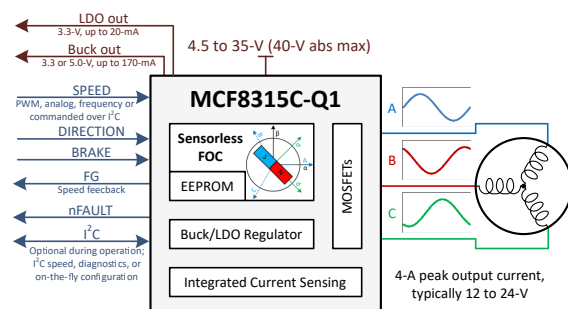 LDO out
3.3-V, up to 20-mA
Buck out
3.3 or 5.0-V, up to 170-mA
4.5 to 35-V (40-V abs max)
SPEED
PWM, analog, frequency or
commanded over I²C
DIRECTION
BRAKE
FG
Speed feecback
nFAULT
I²C
Optional during operation;
I²C speed, diagnostics, or
on-the-fly configuration
MCF8315C-Q1
Sensorless
FOC
EEPROM
β
A
α
MOSFETs
Buck/LDO Regulator
Integrated Current Sensing
A
B
C
4-A peak output current,
typically 12 to 24-V